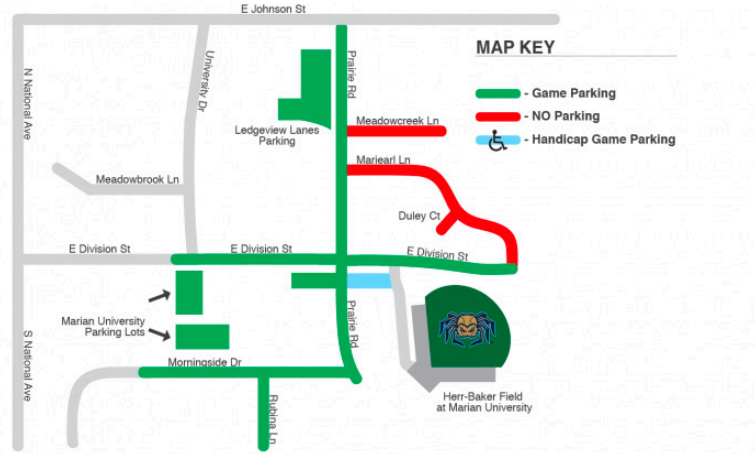 E Johnson St
MAP KEY
N National Ave
University Dr
Prairie Rd
- Game Parking
Meadowcreek Ln
- NO Parking
Ledgeview Lanes
Parking
- Handicap Game Parking
Mariearl Ln
Meadowbrook Ln
Duley Ct
E Division St
E Division St
E Division St
Marian University
Parking Lots
Prairie Rd
S National Ave
Morningside Dr
Rubina Ln
Herr-Baker Field
at Marian University